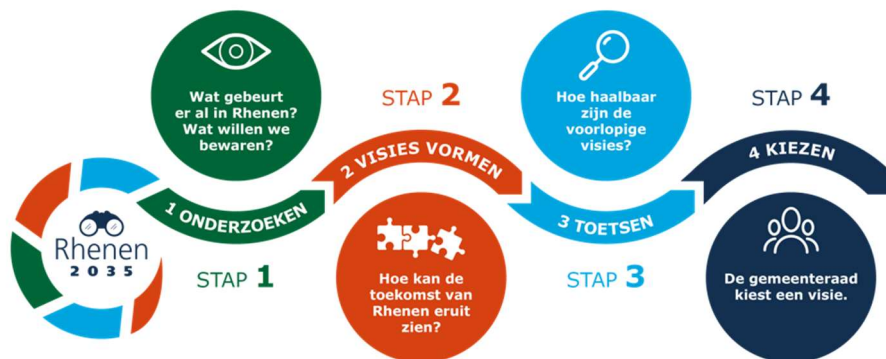 Rhenen
2035
1 ONDERZOEKEN
STAP 1
Wat gebeurt
er al in Rhenen?
Wat willen we
bewaren?
STAP 2
2 VISIES VORMEN
Hoe kan de
toekomst van
Rhenen eruit
zien?
Hoe haalbaar
zijn de
voorlopige
visies?
3 TOETSEN
STAP 3
STAP 4
4 KIEZEN
De gemeenteraad
kiest een visie.